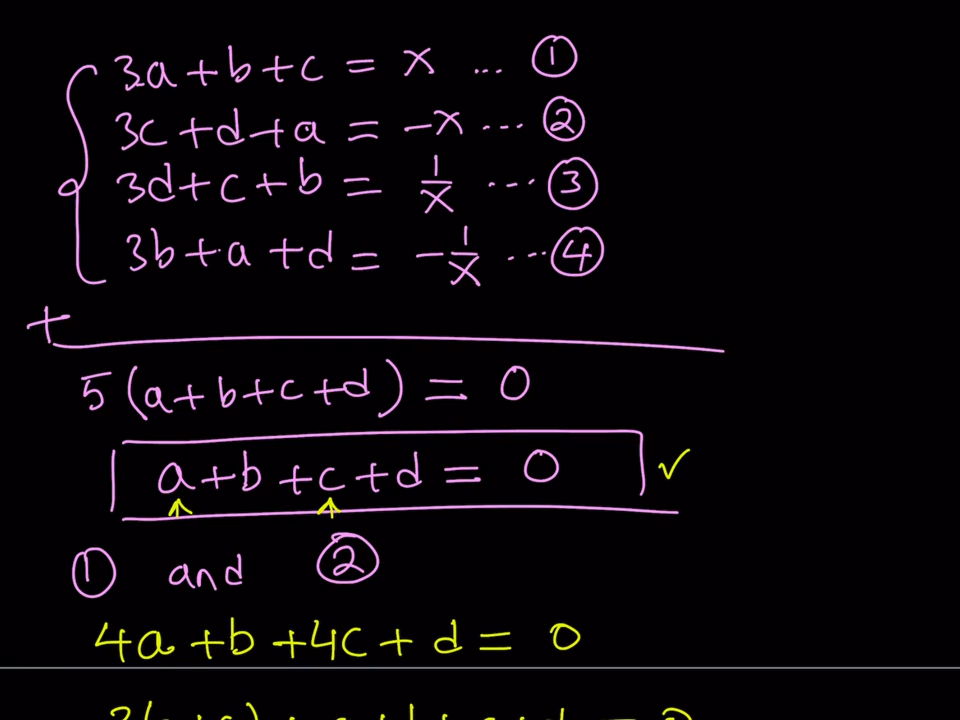 3a + b + c = x ... ①
3c + d + a = -x ... ②
3d + c + b = 1/x ... ③
3b + a + d = -1/x ... ④
+
5(a + b + c + d) = 0
a + b + c + d = 0 ✓
① and ②
4a + b + 4c + d = 0